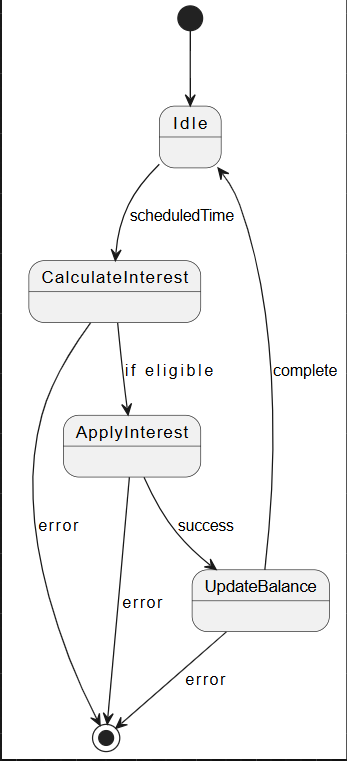 Idle
scheduledTime
CalculateInterest
if eligible
ApplyInterest
error
success
UpdateBalance
complete
error
error